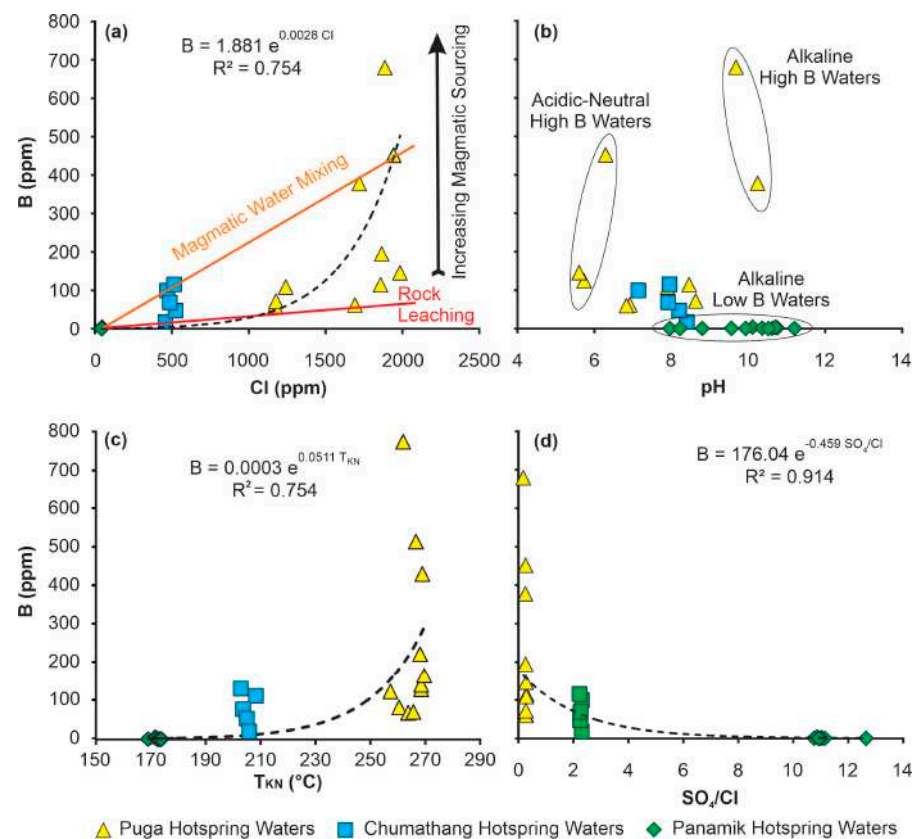 (a)
B = 1.881 e^0.0028 Cl
R² = 0.754
Increasing Magmatic Sourcing
Magmatic Water Mixing
Rock
Leaching
B (ppm)
800
700
600
500
400
300
200
100
0
0 500 1000 1500 2000 2500
Cl (ppm)
(b)
Alkaline
High B Waters
Acidic-Neutral
High B Waters
Alkaline
Low B Waters
4 6 8 10 12 14
pH
(c)
B = 0.0003 e^0.0511 TKN
R² = 0.754
B (ppm)
800
700
600
500
400
300
200
100
0
150 170 190 210 230 250 270 290
TKN (°C)
(d)
B = 176.04 e^-0.459 SO₄/Cl
R² = 0.914
0 2 4 6 8 10 12 14
SO₄/Cl
Puga Hotspring Waters Chumathang Hotspring Waters Panamik Hotspring Waters